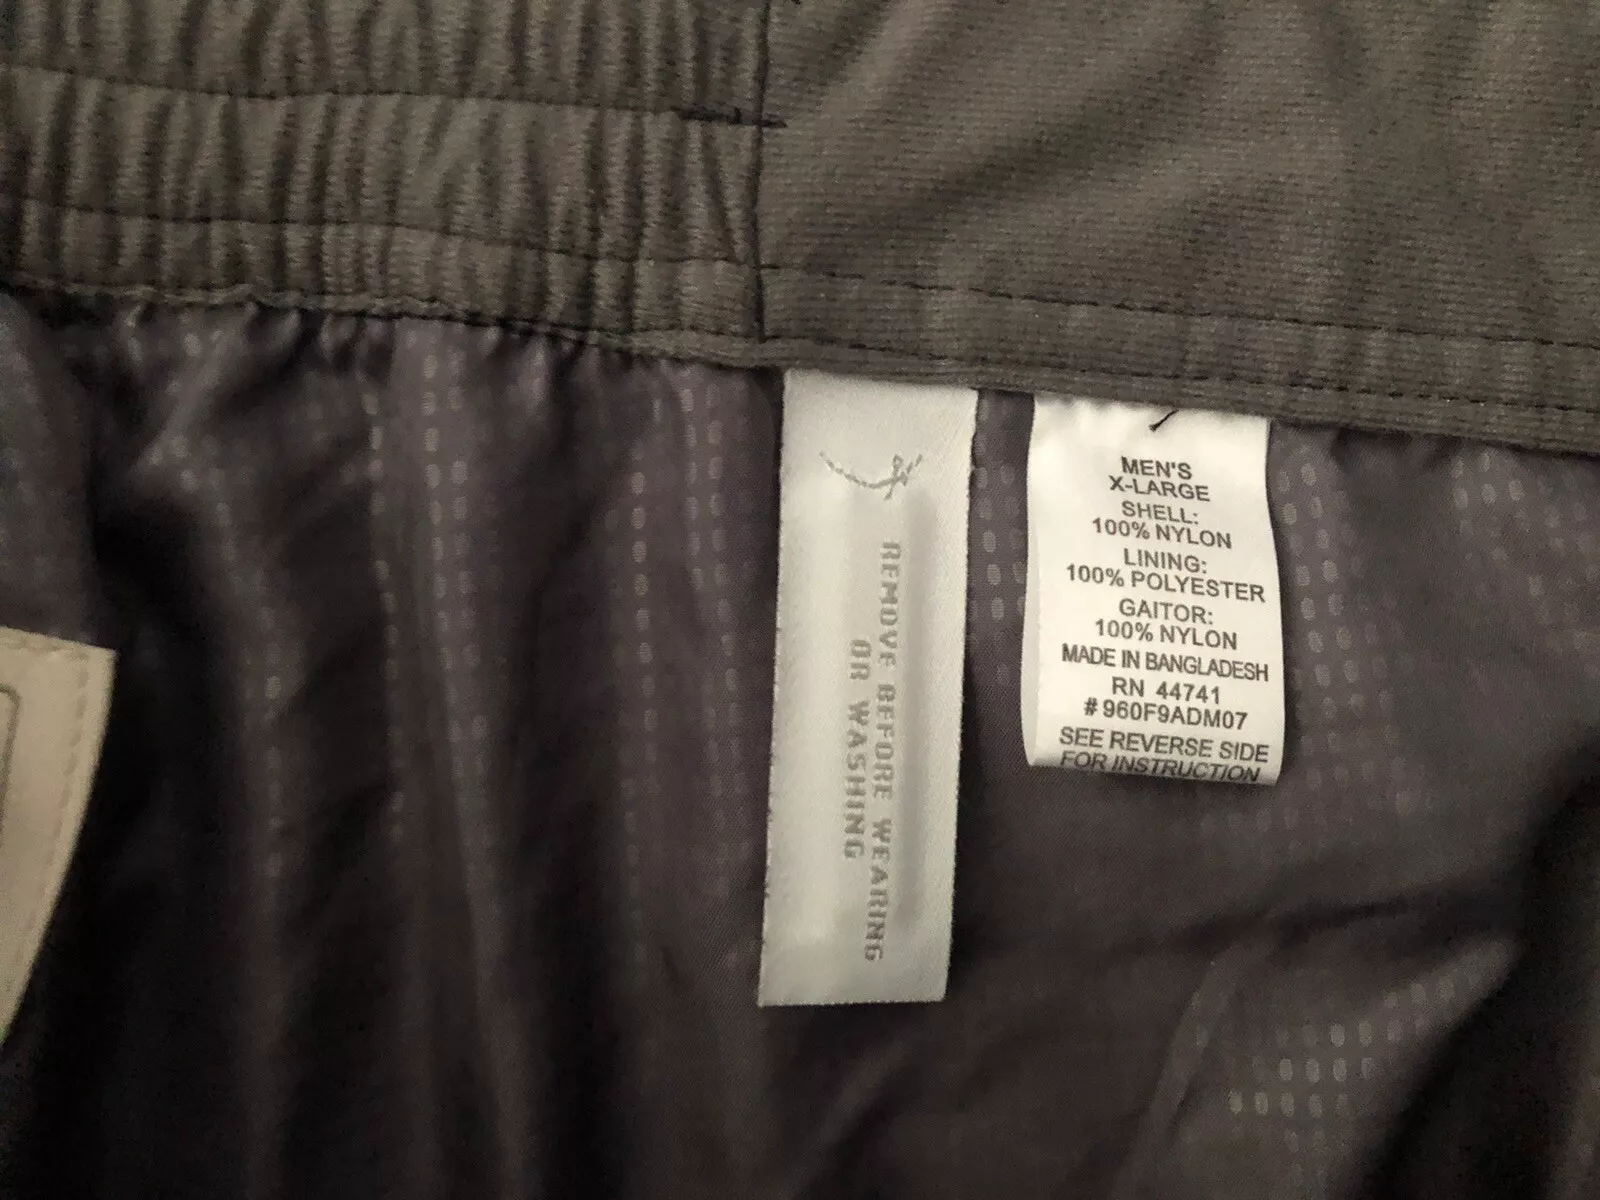 REMOVE BEFORE WEARING
OR WASHING
MEN'S
X-LARGE
SHELL:
100% NYLON
LINING:
100% POLYESTER
GAITOR:
100% NYLON
MADE IN BANGLADESH
RN 44741
# 960F9ADM07
SEE REVERSE SIDE
FOR INSTRUCTION